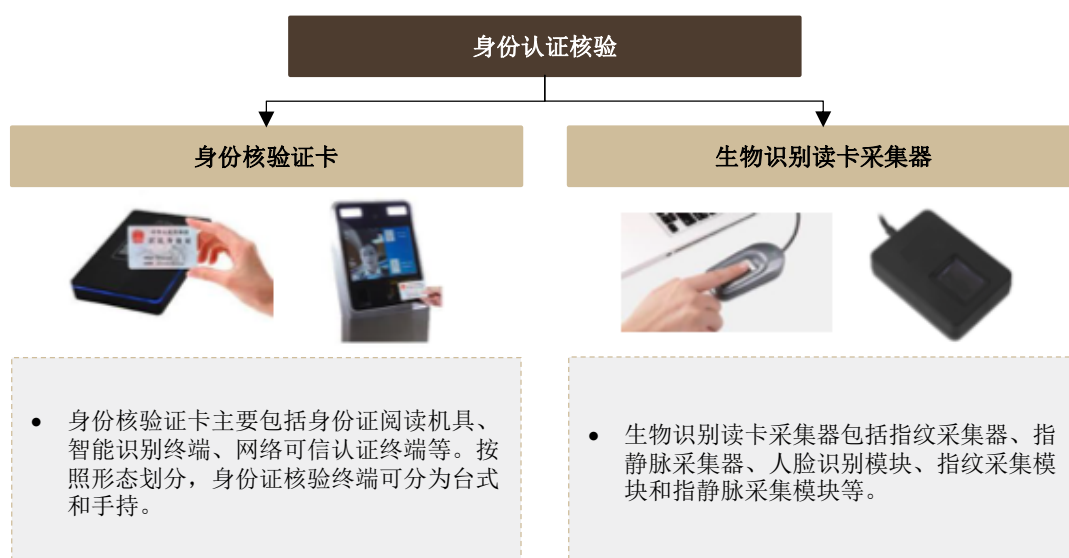 身份认证核验
身份核验证卡
生物识别读卡采集器
• 身份核验证卡主要包括身份证阅读机具、
智能识别终端、网络可信认证终端等。按
照形态划分，身份证核验终端可分为台式
和手持。
• 生物识别读卡采集器包括指纹采集器、指
静脉采集器、人脸识别模块、指纹采集模
块和指静脉采集模块等。